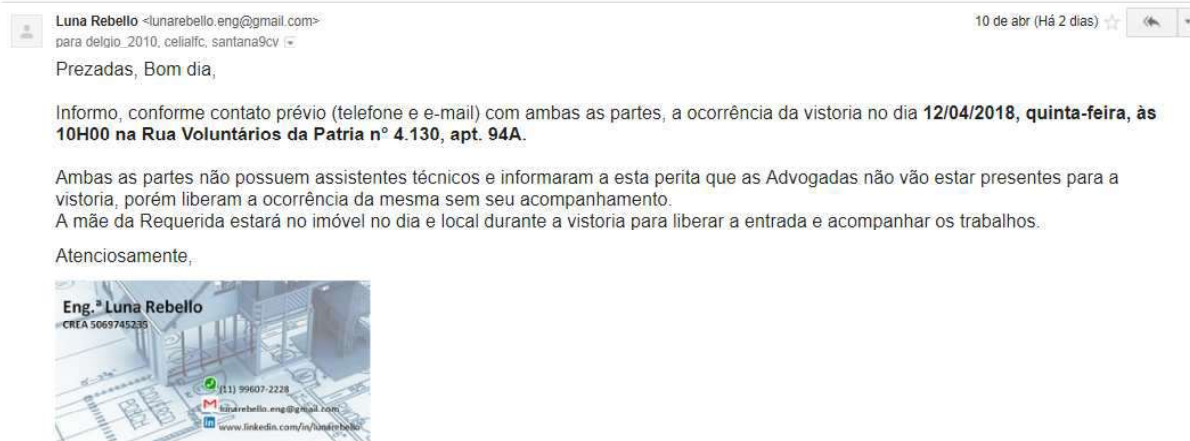 Luna Rebello <lunarebello.eng@gmail.com>
10 de abr (Há 2 dias)
para delgio_2010, celialfc, santana9cv
Prezadas, Bom dia,
Informo, conforme contato prévio (telefone e e-mail) com ambas as partes, a ocorrência da vistoria no dia 12/04/2018, quinta-feira, às
10H00 na Rua Voluntários da Patria nº 4.130, apt. 94A.
Ambas as partes não possuem assistentes técnicos e informaram a esta perita que as Advogadas não vão estar presentes para a
vistoria, porém liberam a ocorrência da mesma sem seu acompanhamento.
A mãe da Requerida estará no imóvel no dia e local durante a vistoria para liberar a entrada e acompanhar os trabalhos.
Atenciosamente,
Eng.ª Luna Rebello
CREA 5069745235
(11) 99607-2228
lunarebello.eng@gmail.com
www.linkedin.com/in/lunarebello